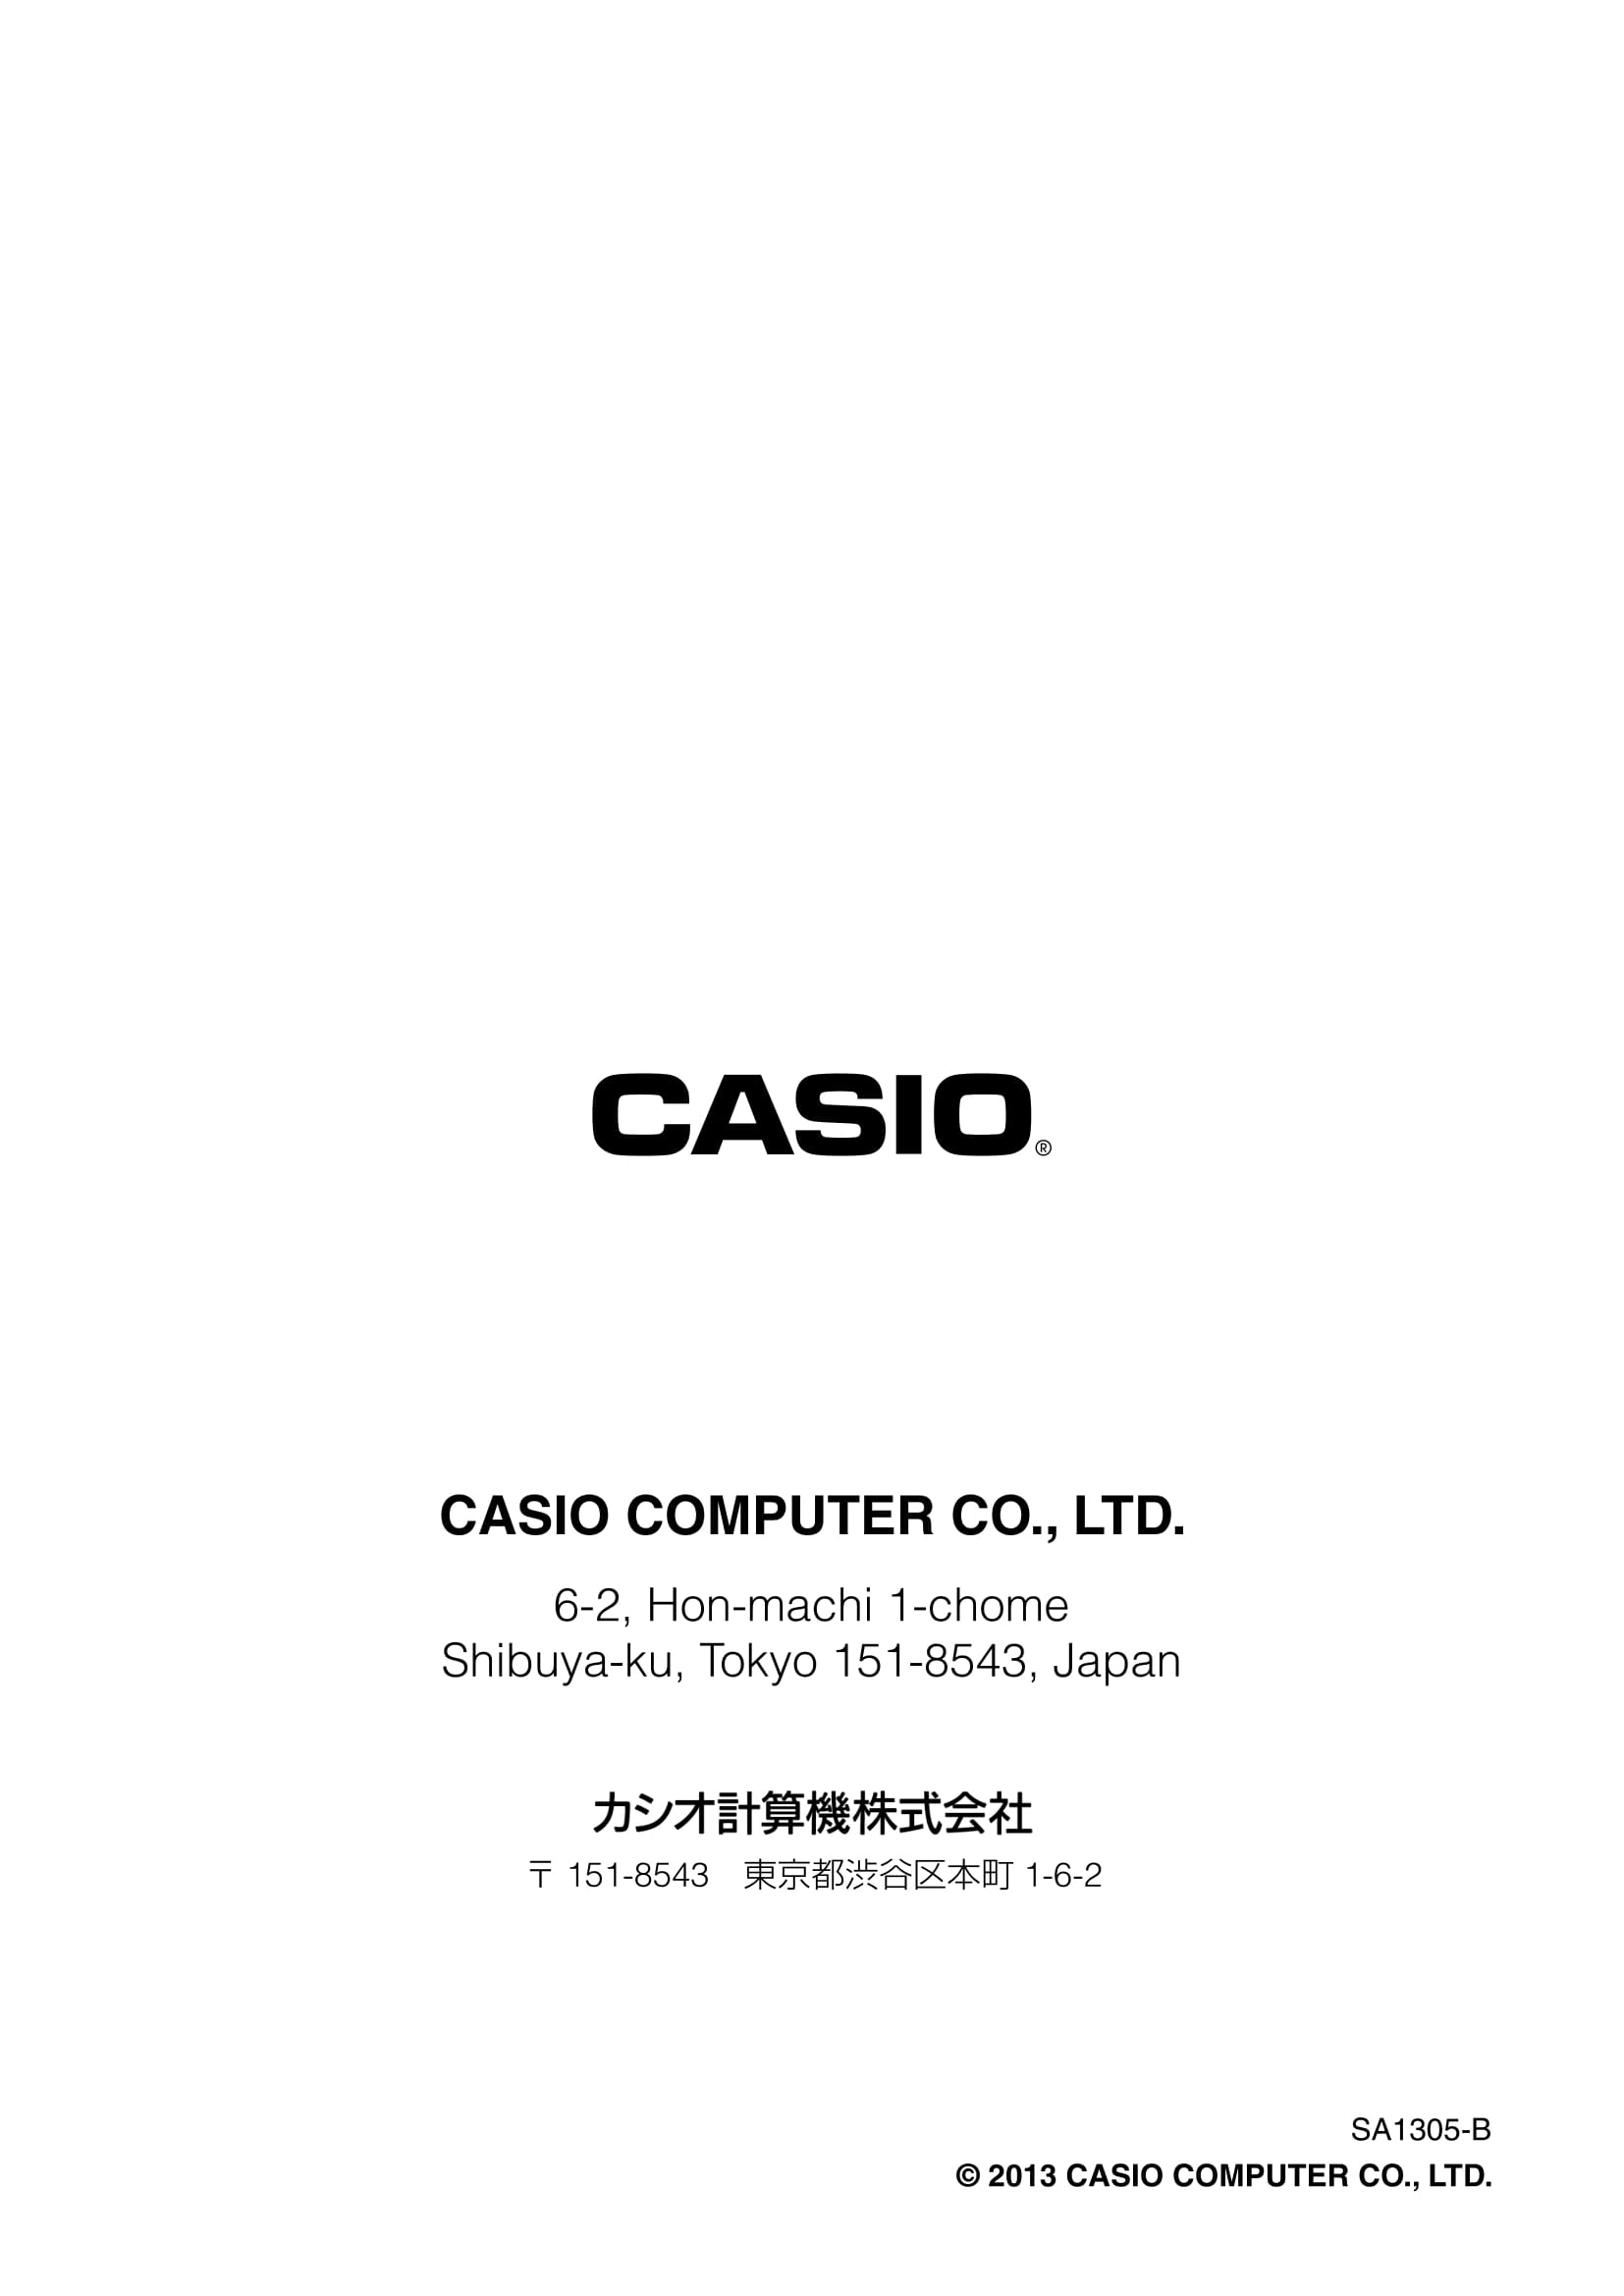 CASIO®
CASIO COMPUTER CO., LTD.
6-2, Hon-machi 1-chome
Shibuya-ku, Tokyo 151-8543, Japan
カシオ計算機株式会社
〒 151-8543　東京都渋谷区本町 1-6-2
SA1305-B
© 2013 CASIO COMPUTER CO., LTD.